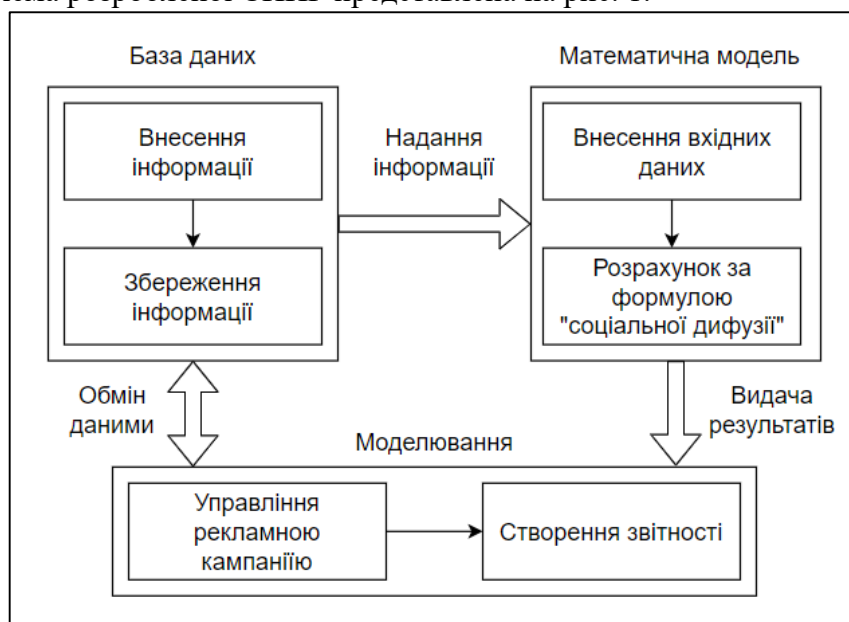 База даних
Математична модель
Внесення
інформації
Надання
інформації
Внесення вхідних
даних
Збереження
інформації
Розрахунок за
формулою
"соціальної дифузії"
Обмін
даними
Видача
результатів
Моделювання
Управління
рекламною
кампаніїю
Створення звітності